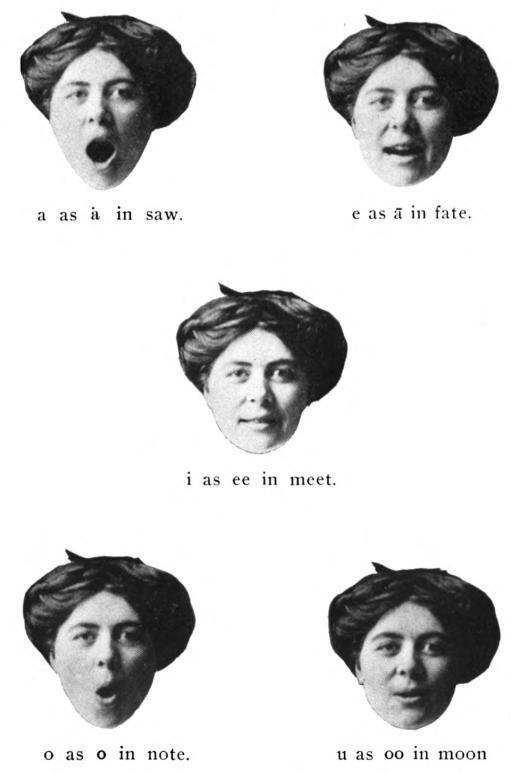 a as ȧ in saw.
e as ā in fate.
i as ee in meet.
o as o in note.
u as oo in moon